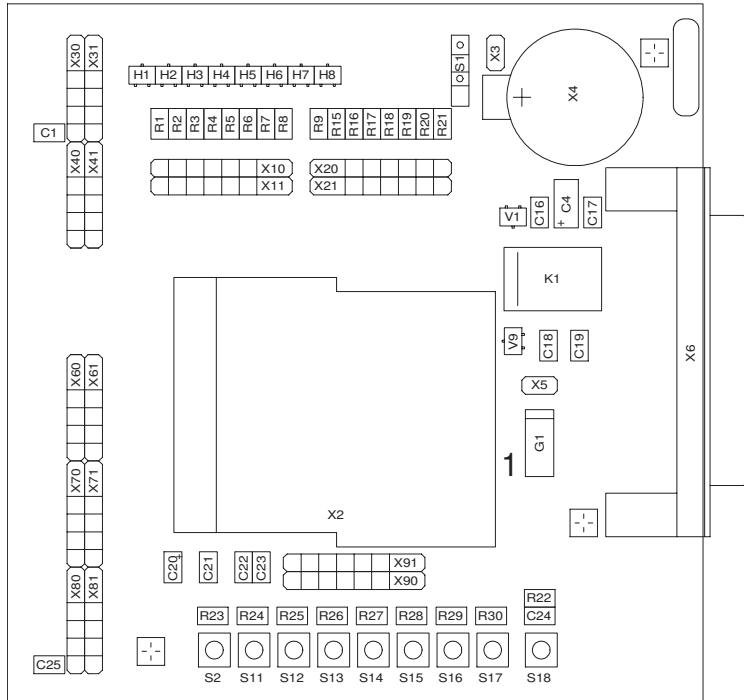 X30 X31
S1
X3
H1 H2 H3 H4 H5 H6 H7 H8
X4
+
C1
R1 R2 R3 R4 R5 R6 R7 R8 R9 R15 R16 R17 R18 R19 R20 R21
X40 X41
X10 X20
X11 X21
V1 C16 C4 C17
+
K1
V9 C18 C19
X6
X60 X61
X5
G1
1
X70 X71
X2
C20 C21 C22 C23
+
X91
X90
X80 X81
R22
R23 R24 R25 R26 R27 R28 R29 R30 C24
C25
S2 S11 S12 S13 S14 S15 S16 S17 S18